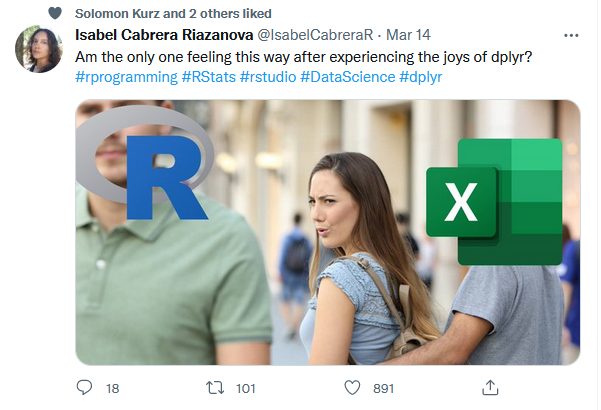 Solomon Kurz and 2 others liked
Isabel Cabrera Riazanova @IsabelCabreraR · Mar 14
Am the only one feeling this way after experiencing the joys of dplyr?
#rprogramming #RStats #rstudio #DataScience #dplyr
R
X
18 101 891